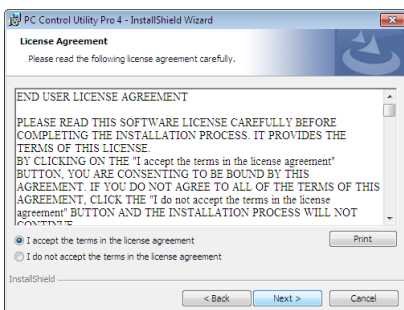 PC Control Utility Pro 4 - InstallShield Wizard
License Agreement
Please read the following license agreement carefully.
END USER LICENSE AGREEMENT
PLEASE READ THIS SOFTWARE LICENSE CAREFULLY BEFORE
COMPLETING THE INSTALLATION PROCESS. IT PROVIDES THE
TERMS OF THIS LICENSE.
BY CLICKING ON THE "I accept the terms in the license agreement"
BUTTON, YOU ARE CONSENTING TO BE BOUND BY THIS
AGREEMENT. IF YOU DO NOT AGREE TO ALL OF THE TERMS OF THIS
AGREEMENT, CLICK THE "I do not accept the terms in the license
agreement" BUTTON AND THE INSTALLATION PROCESS WILL NOT
CONTINUE
I accept the terms in the license agreement
Print
I do not accept the terms in the license agreement
InstallShield
< Back
Next >
Cancel